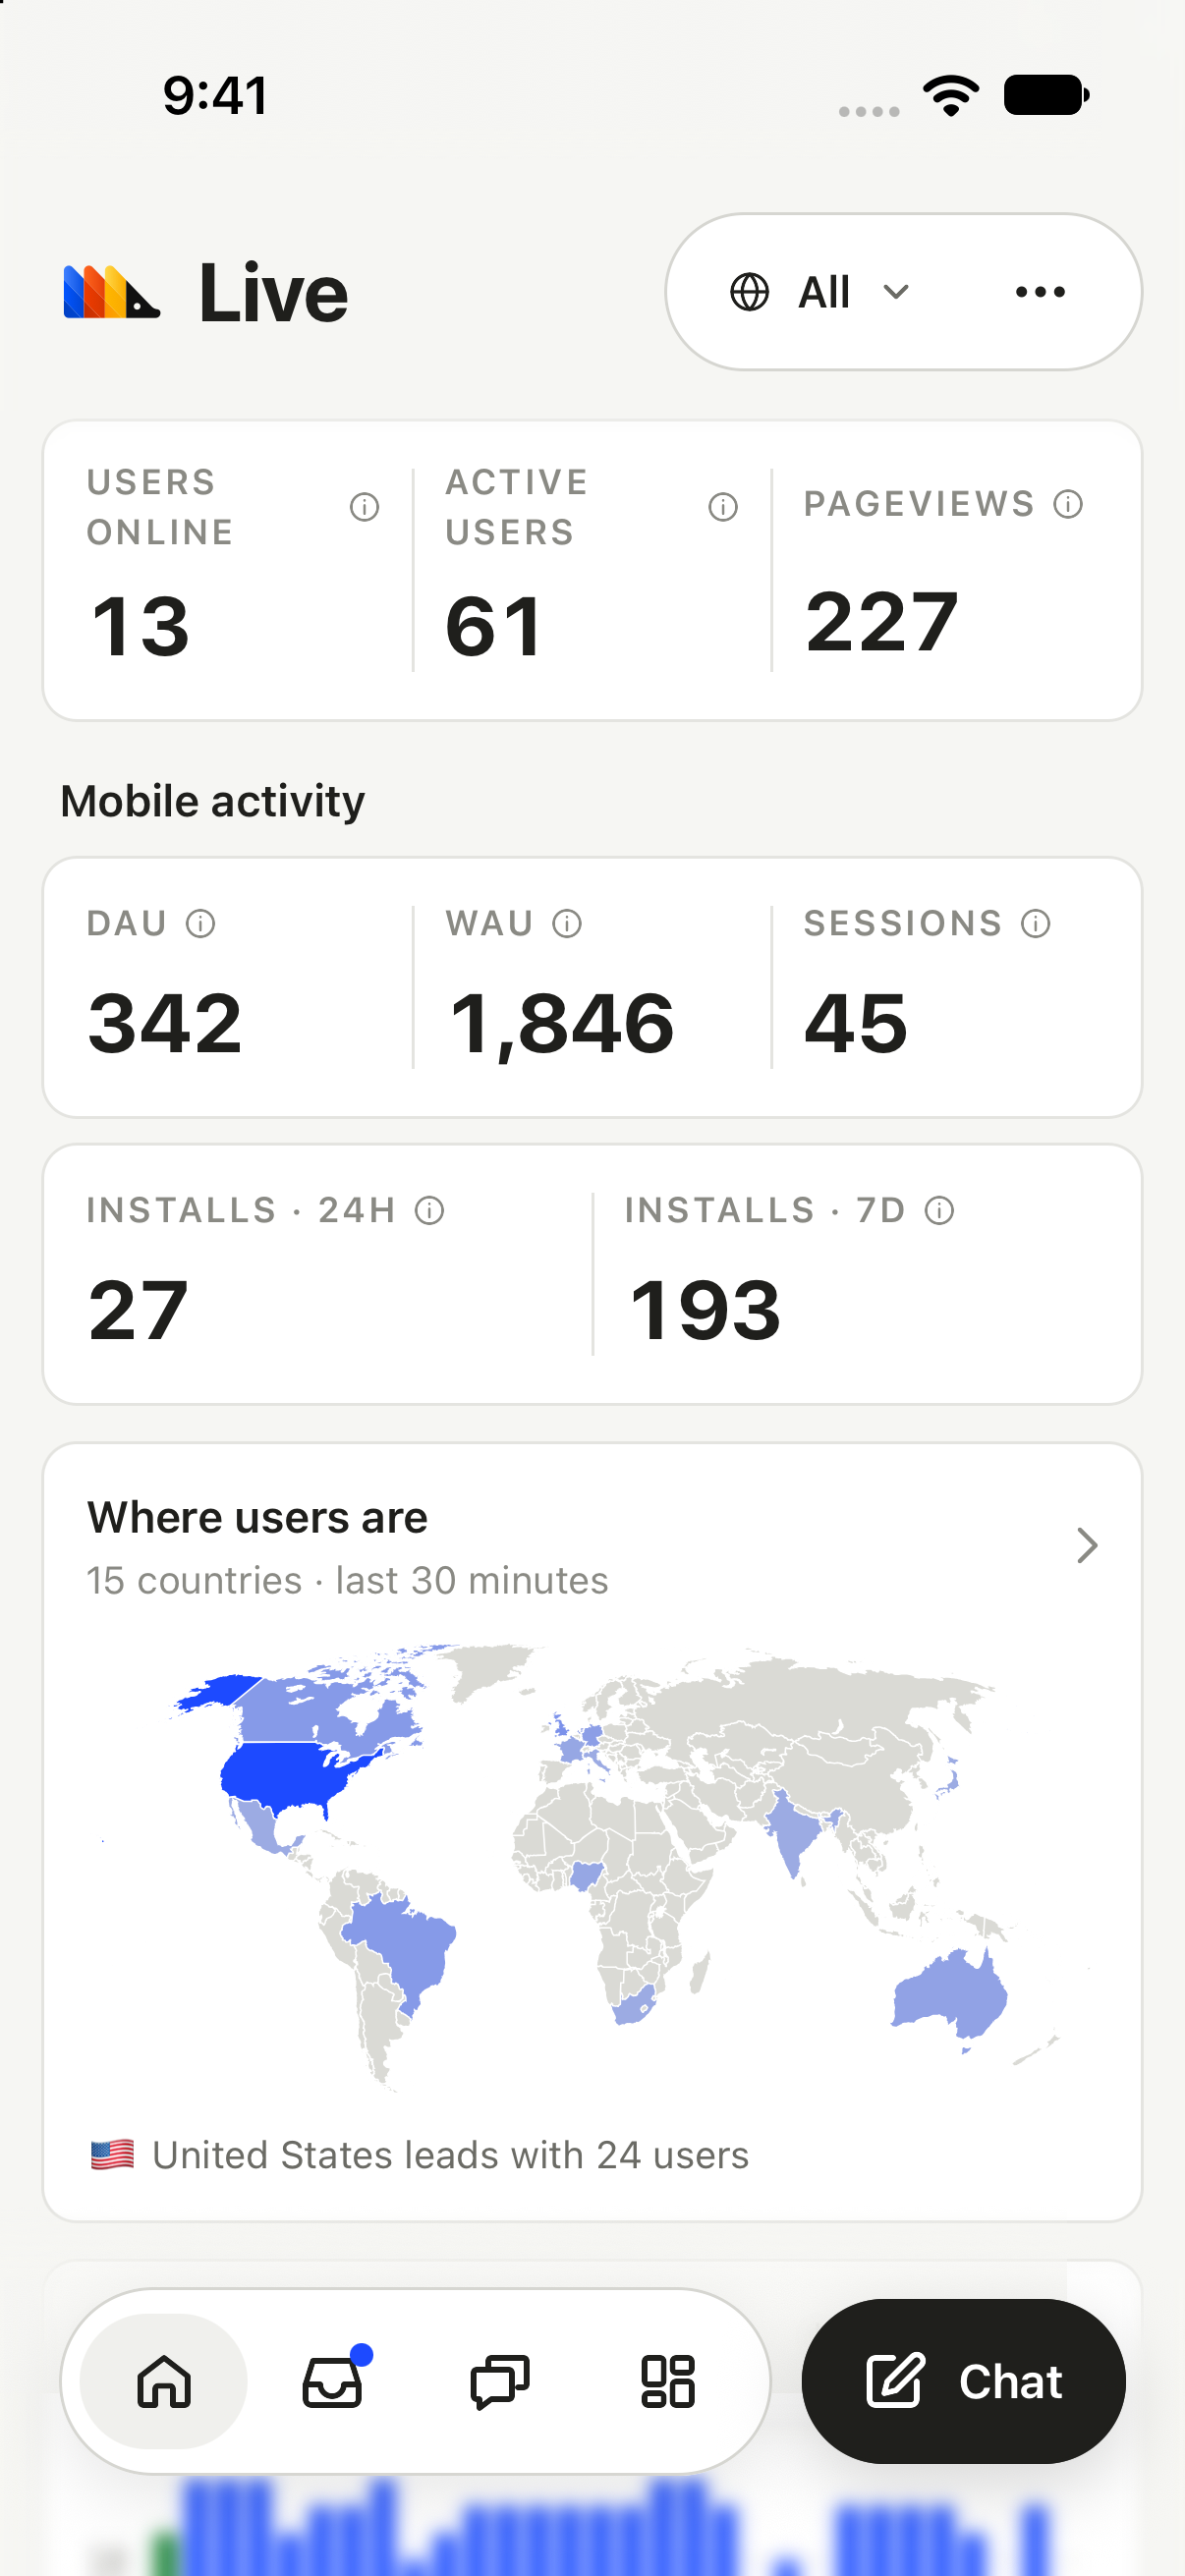 9:41
Live
All
USERS ONLINE
ACTIVE USERS
PAGEVIEWS
13
61
227
Mobile activity
DAU
WAU
SESSIONS
342
1,846
45
INSTALLS · 24H
INSTALLS · 7D
27
193
Where users are
15 countries · last 30 minutes
United States leads with 24 users
Chat